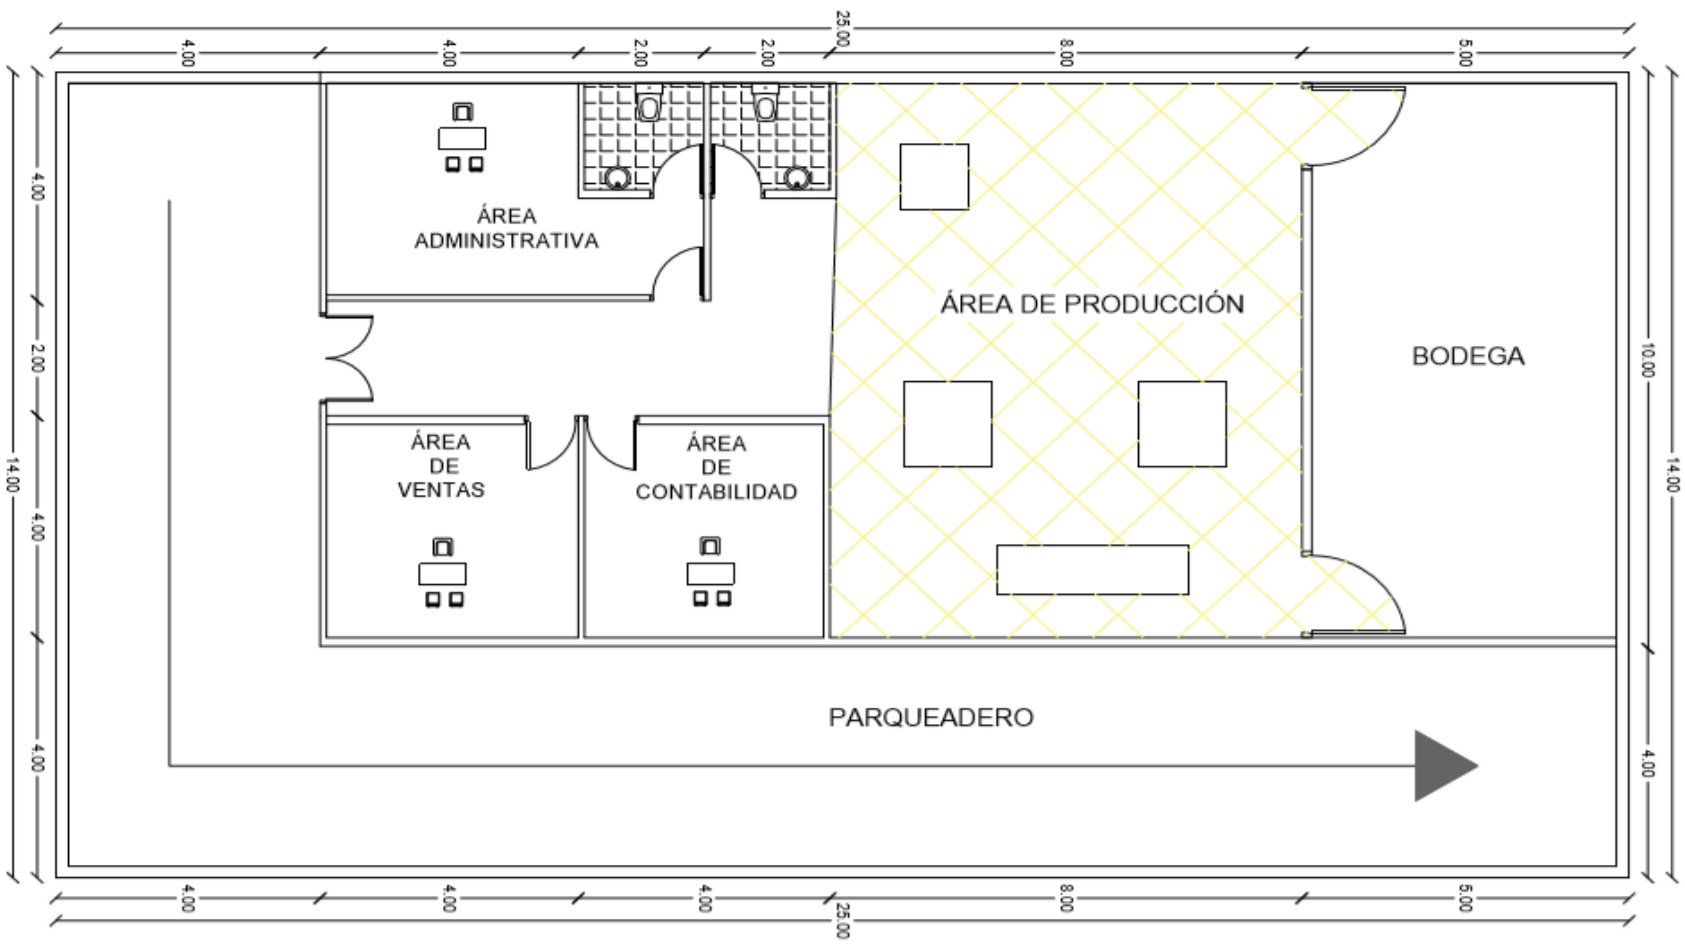 25.00
4.00
4.00
2.00
2.00
8.00
5.00
14.00
4.00
2.00
4.00
4.00
ÁREA
ADMINISTRATIVA
ÁREA DE PRODUCCIÓN
BODEGA
ÁREA
DE
VENTAS
ÁREA
DE
CONTABILIDAD
PARQUEADERO
10.00
4.00
14.00
4.00
4.00
4.00
8.00
5.00
25.00